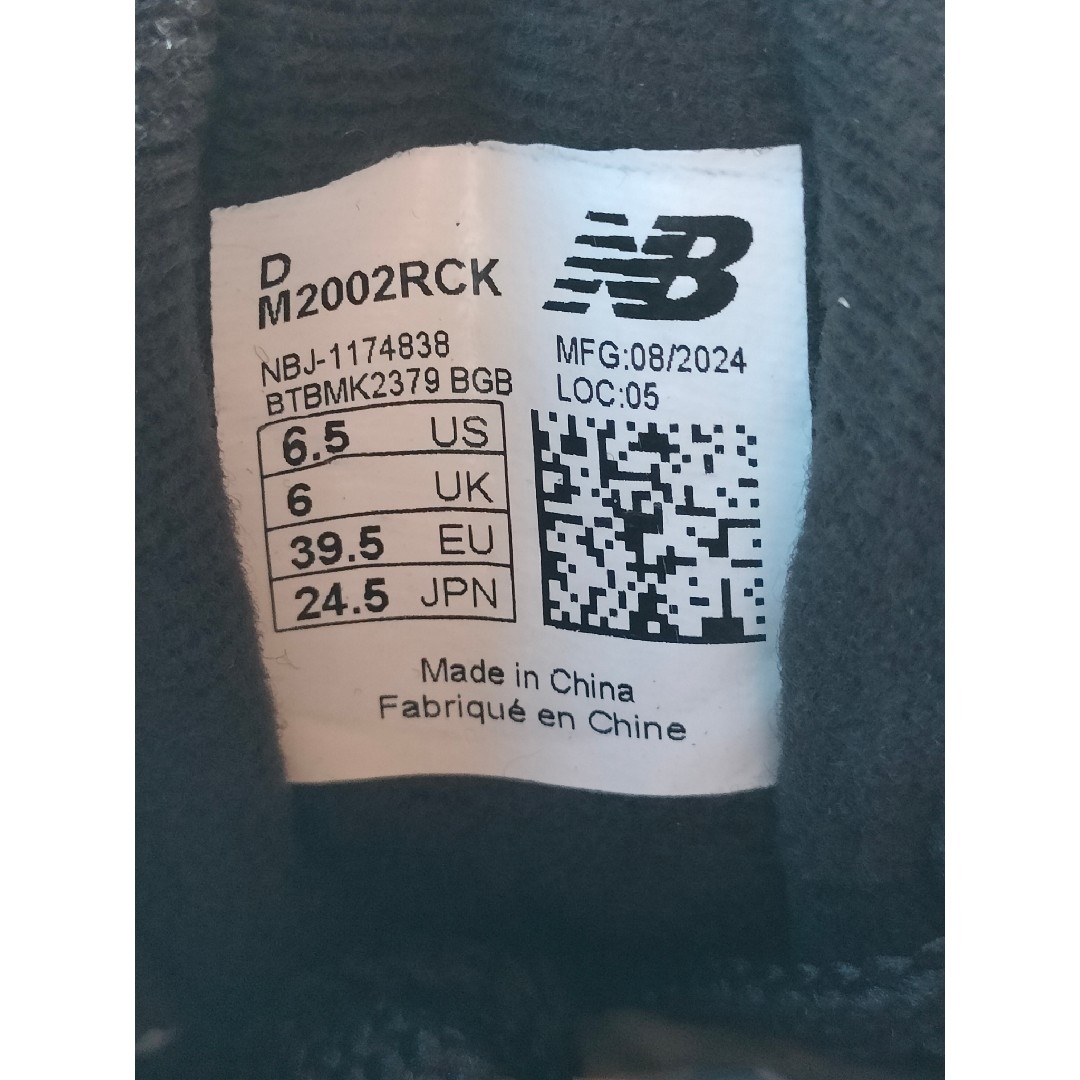 D
M2002RCK
NBJ-1174838
BTBMK2379 BGB
6.5 US
6 UK
39.5 EU
24.5 JPN
NB
MFG:08/2024
LOC:05
Made in China
Fabriqué en Chine